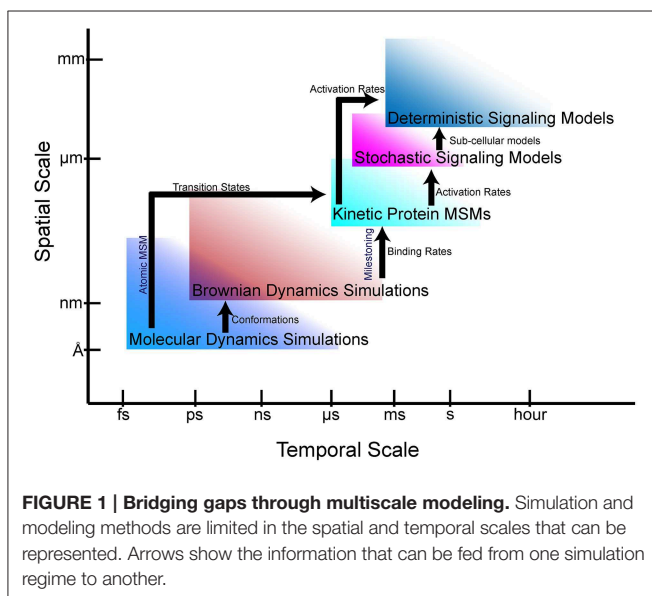 mm
Activation Rates
Deterministic Signaling Models
Sub-cellular models
µm
Stochastic Signaling Models
Transition States
Activation Rates
Kinetic Protein MSMs
Spatial Scale
Atomic MSM
Milestoning
Binding Rates
Brownian Dynamics Simulations
nm
Conformations
Molecular Dynamics Simulations
Å
fs ps ns µs ms s hour
Temporal Scale
FIGURE 1 | Bridging gaps through multiscale modeling. Simulation and
modeling methods are limited in the spatial and temporal scales that can be
represented. Arrows show the information that can be fed from one simulation
regime to another.